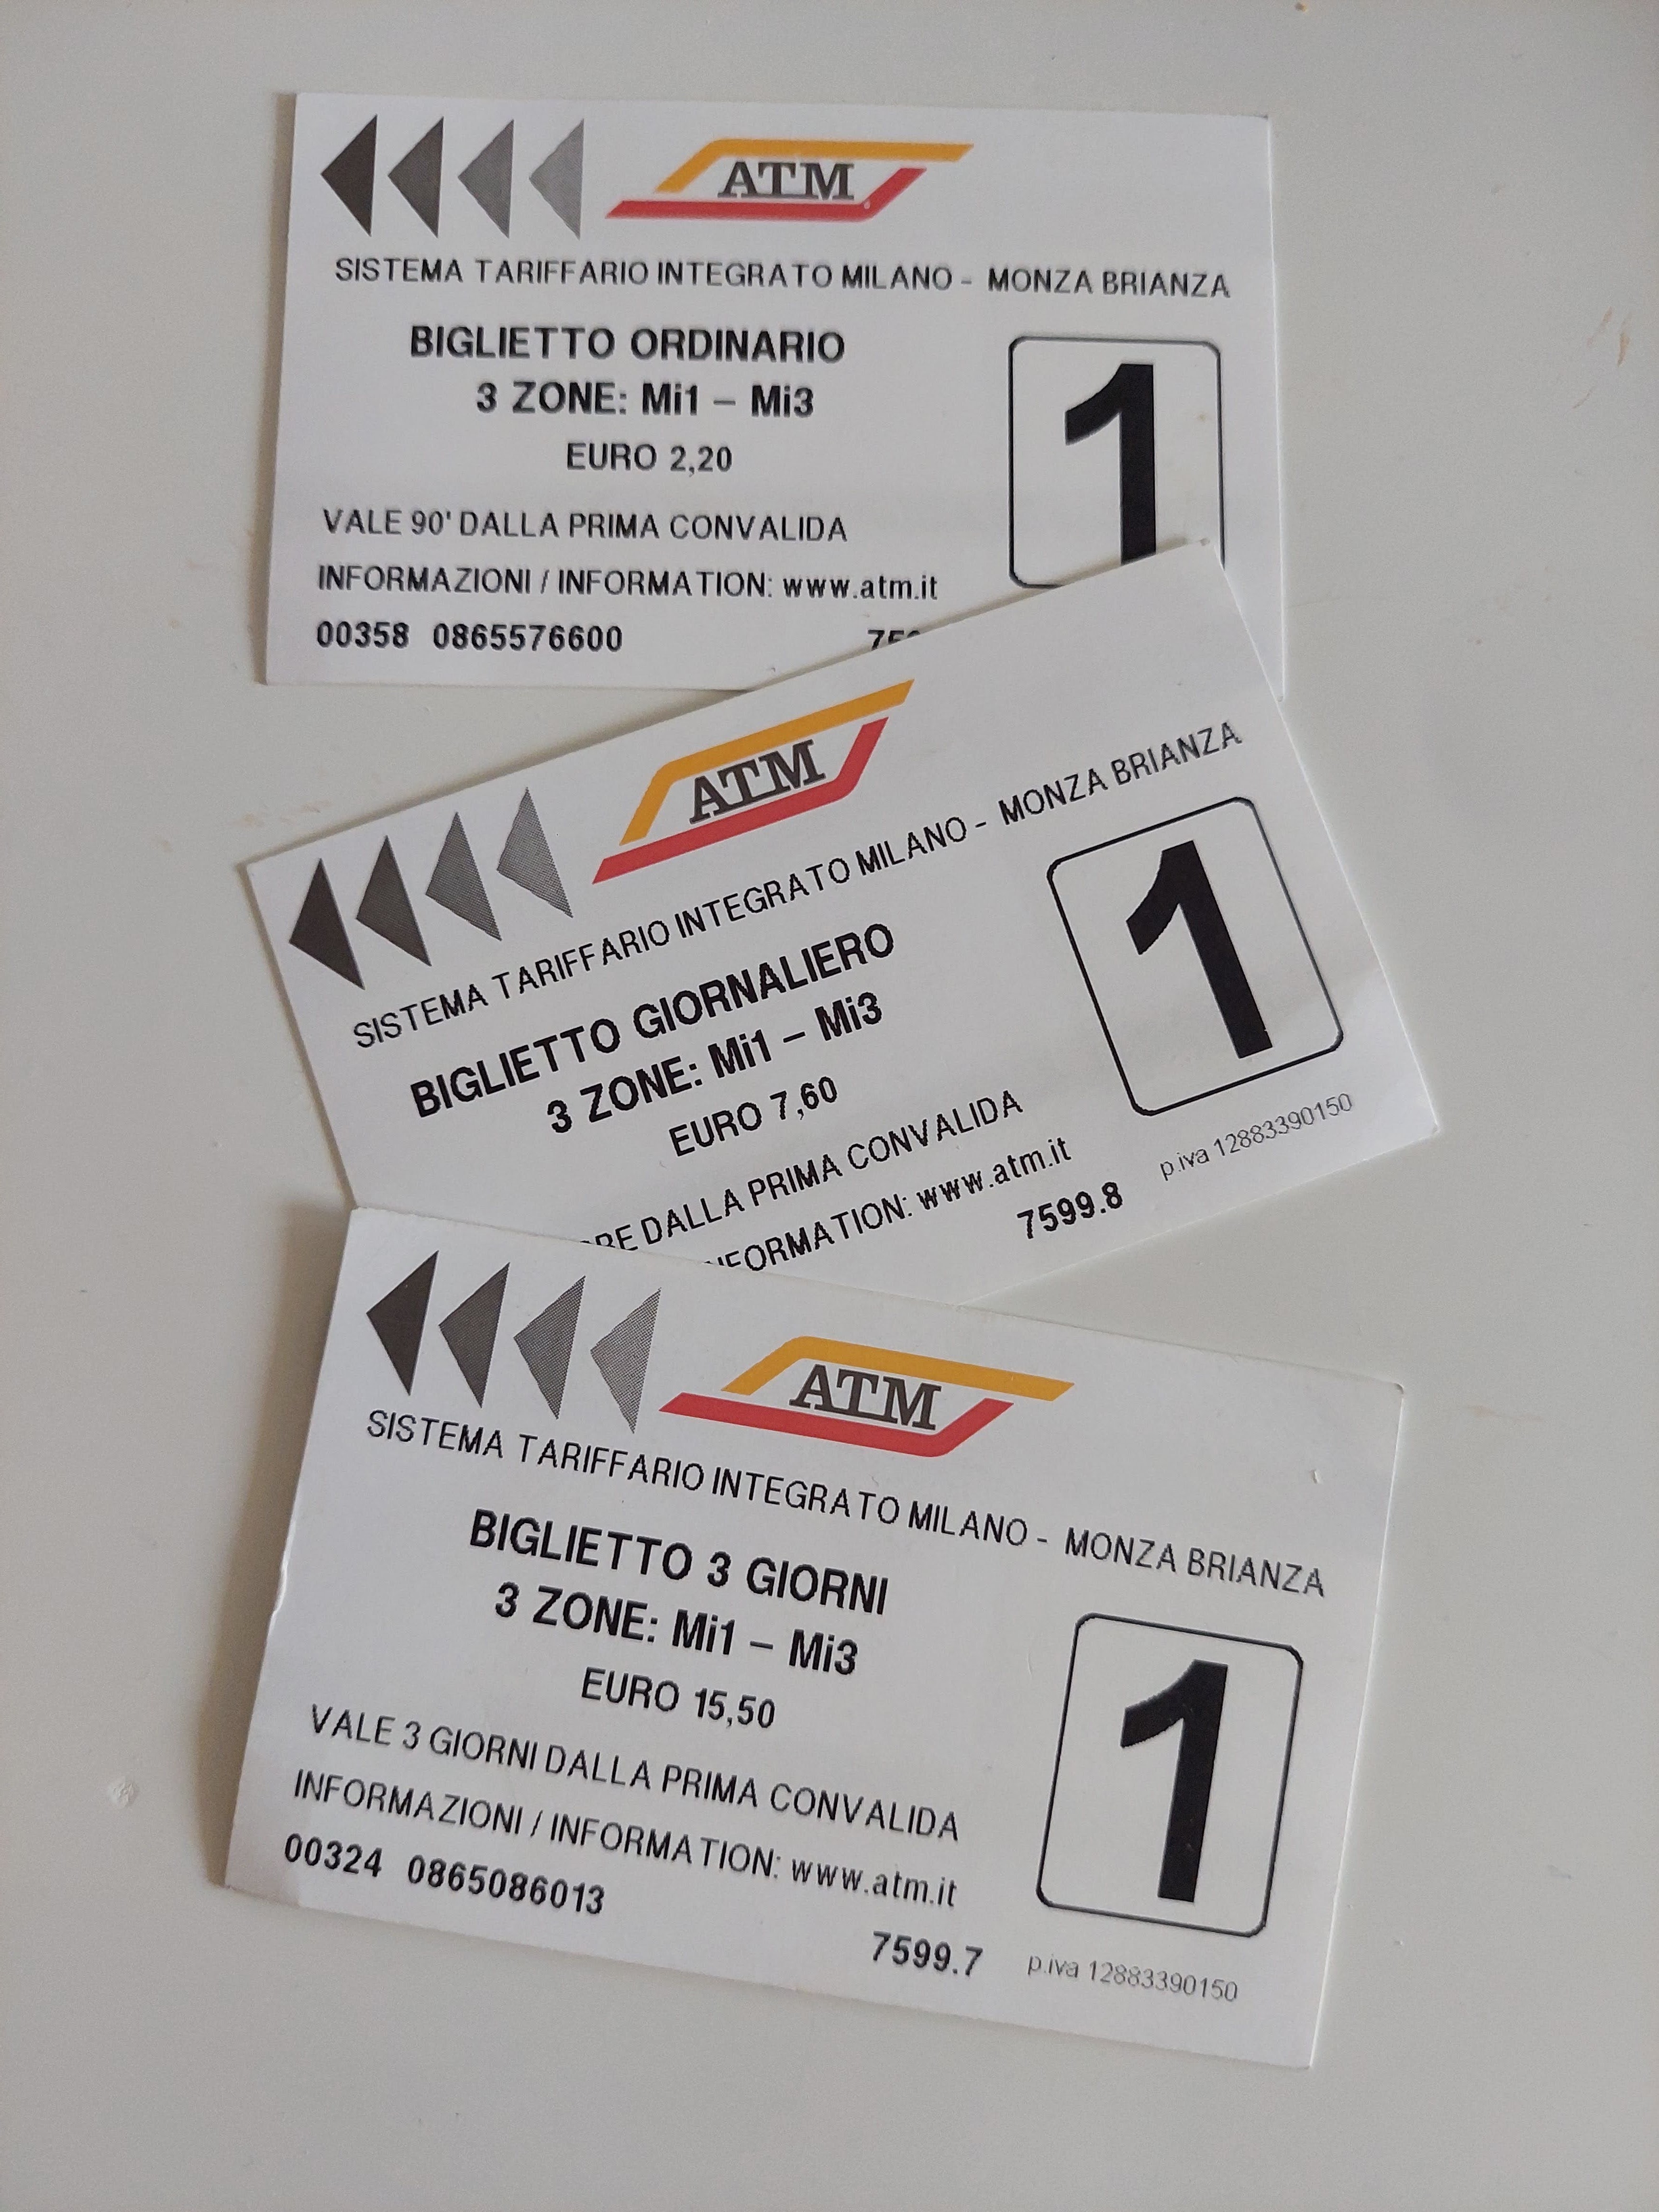 ATM
SISTEMA TARIFFARIO INTEGRATO MILANO - MONZA BRIANZA
BIGLIETTO ORDINARIO
3 ZONE: Mi1 – Mi3
EURO 2,20
1
VALE 90' DALLA PRIMA CONVALIDA
INFORMAZIONI / INFORMATION: www.atm.it
00358 0865576600
ATM
SISTEMA TARIFFARIO INTEGRATO MILANO - MONZA BRIANZA
BIGLIETTO GIORNALIERO
3 ZONE: Mi1 – Mi3
EURO 7,60
1
DALLA PRIMA CONVALIDA
www.atm.it
7599.8 p.iva 12883390150
ATM
SISTEMA TARIFFARIO INTEGRATO MILANO - MONZA BRIANZA
BIGLIETTO 3 GIORNI
3 ZONE: Mi1 – Mi3
EURO 15,50
1
VALE 3 GIORNI DALLA PRIMA CONVALIDA
INFORMAZIONI / INFORMATION: www.atm.it
00324 0865086013
7599.7 p.iva 12883390150